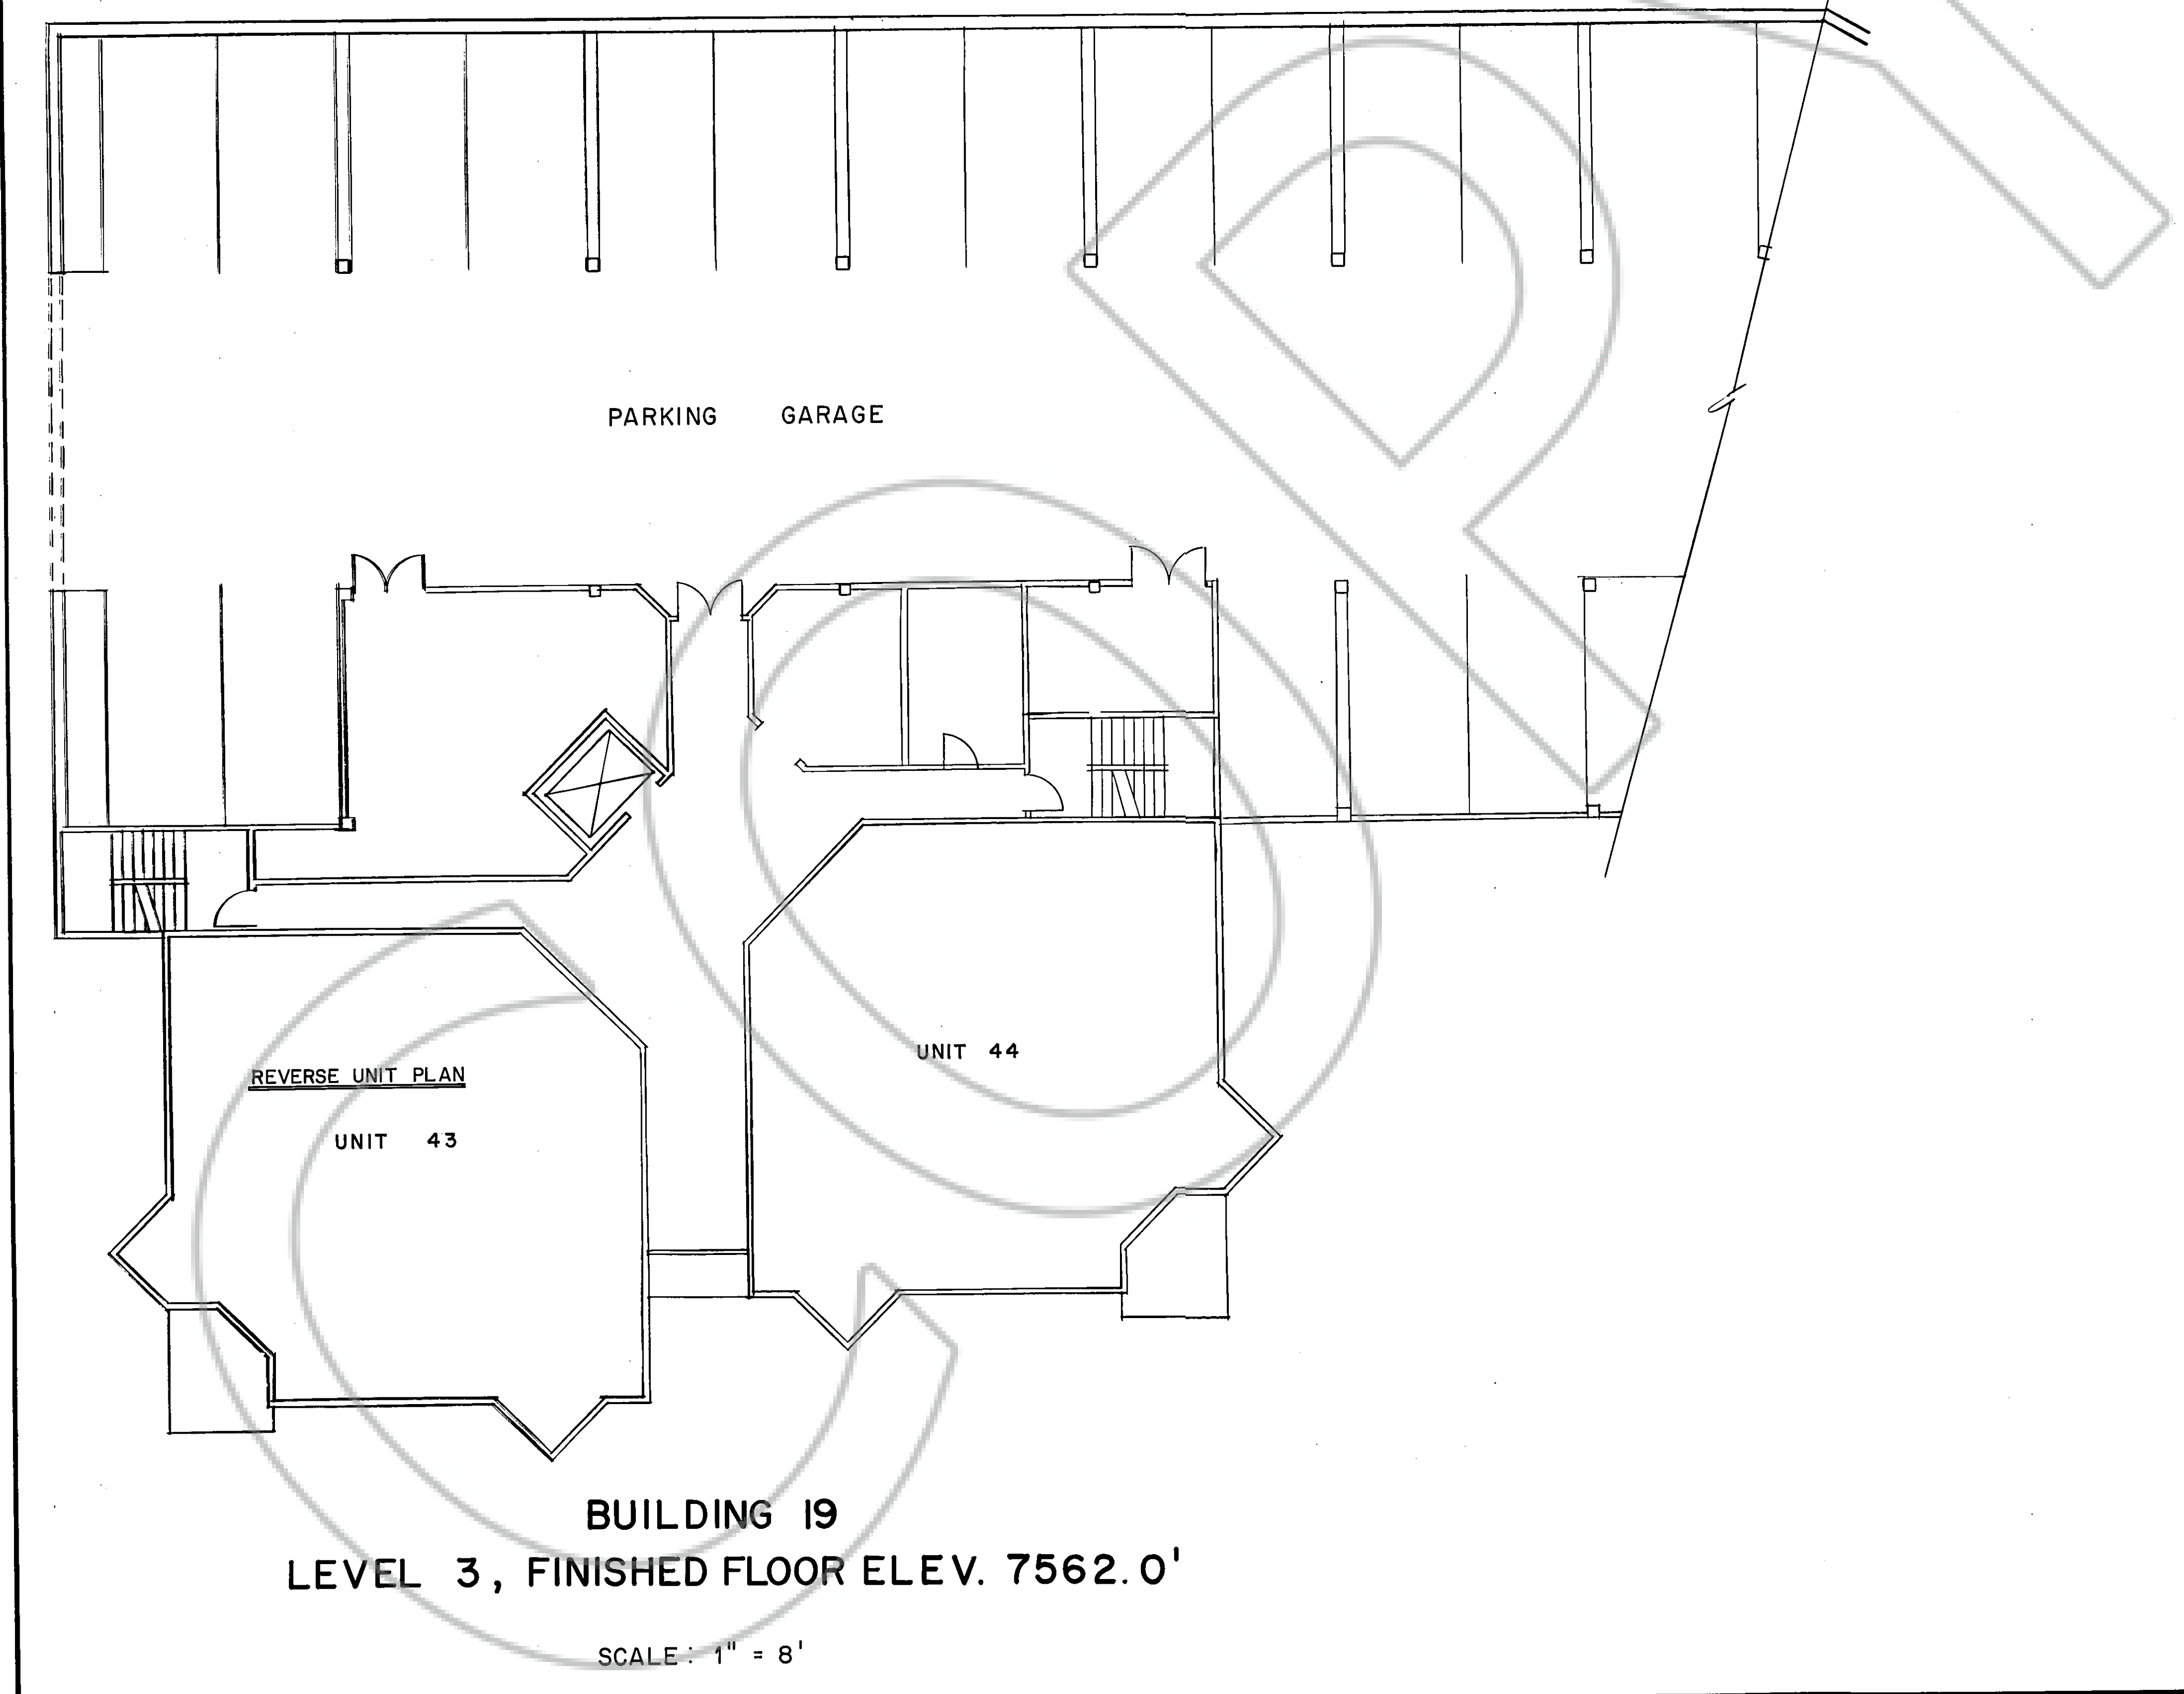 PARKING GARAGE
UNIT 44
REVERSE UNIT PLAN
UNIT 43
BUILDING 19
LEVEL 3, FINISHED FLOOR ELEV. 7562.0'
SCALE: 1" = 8'